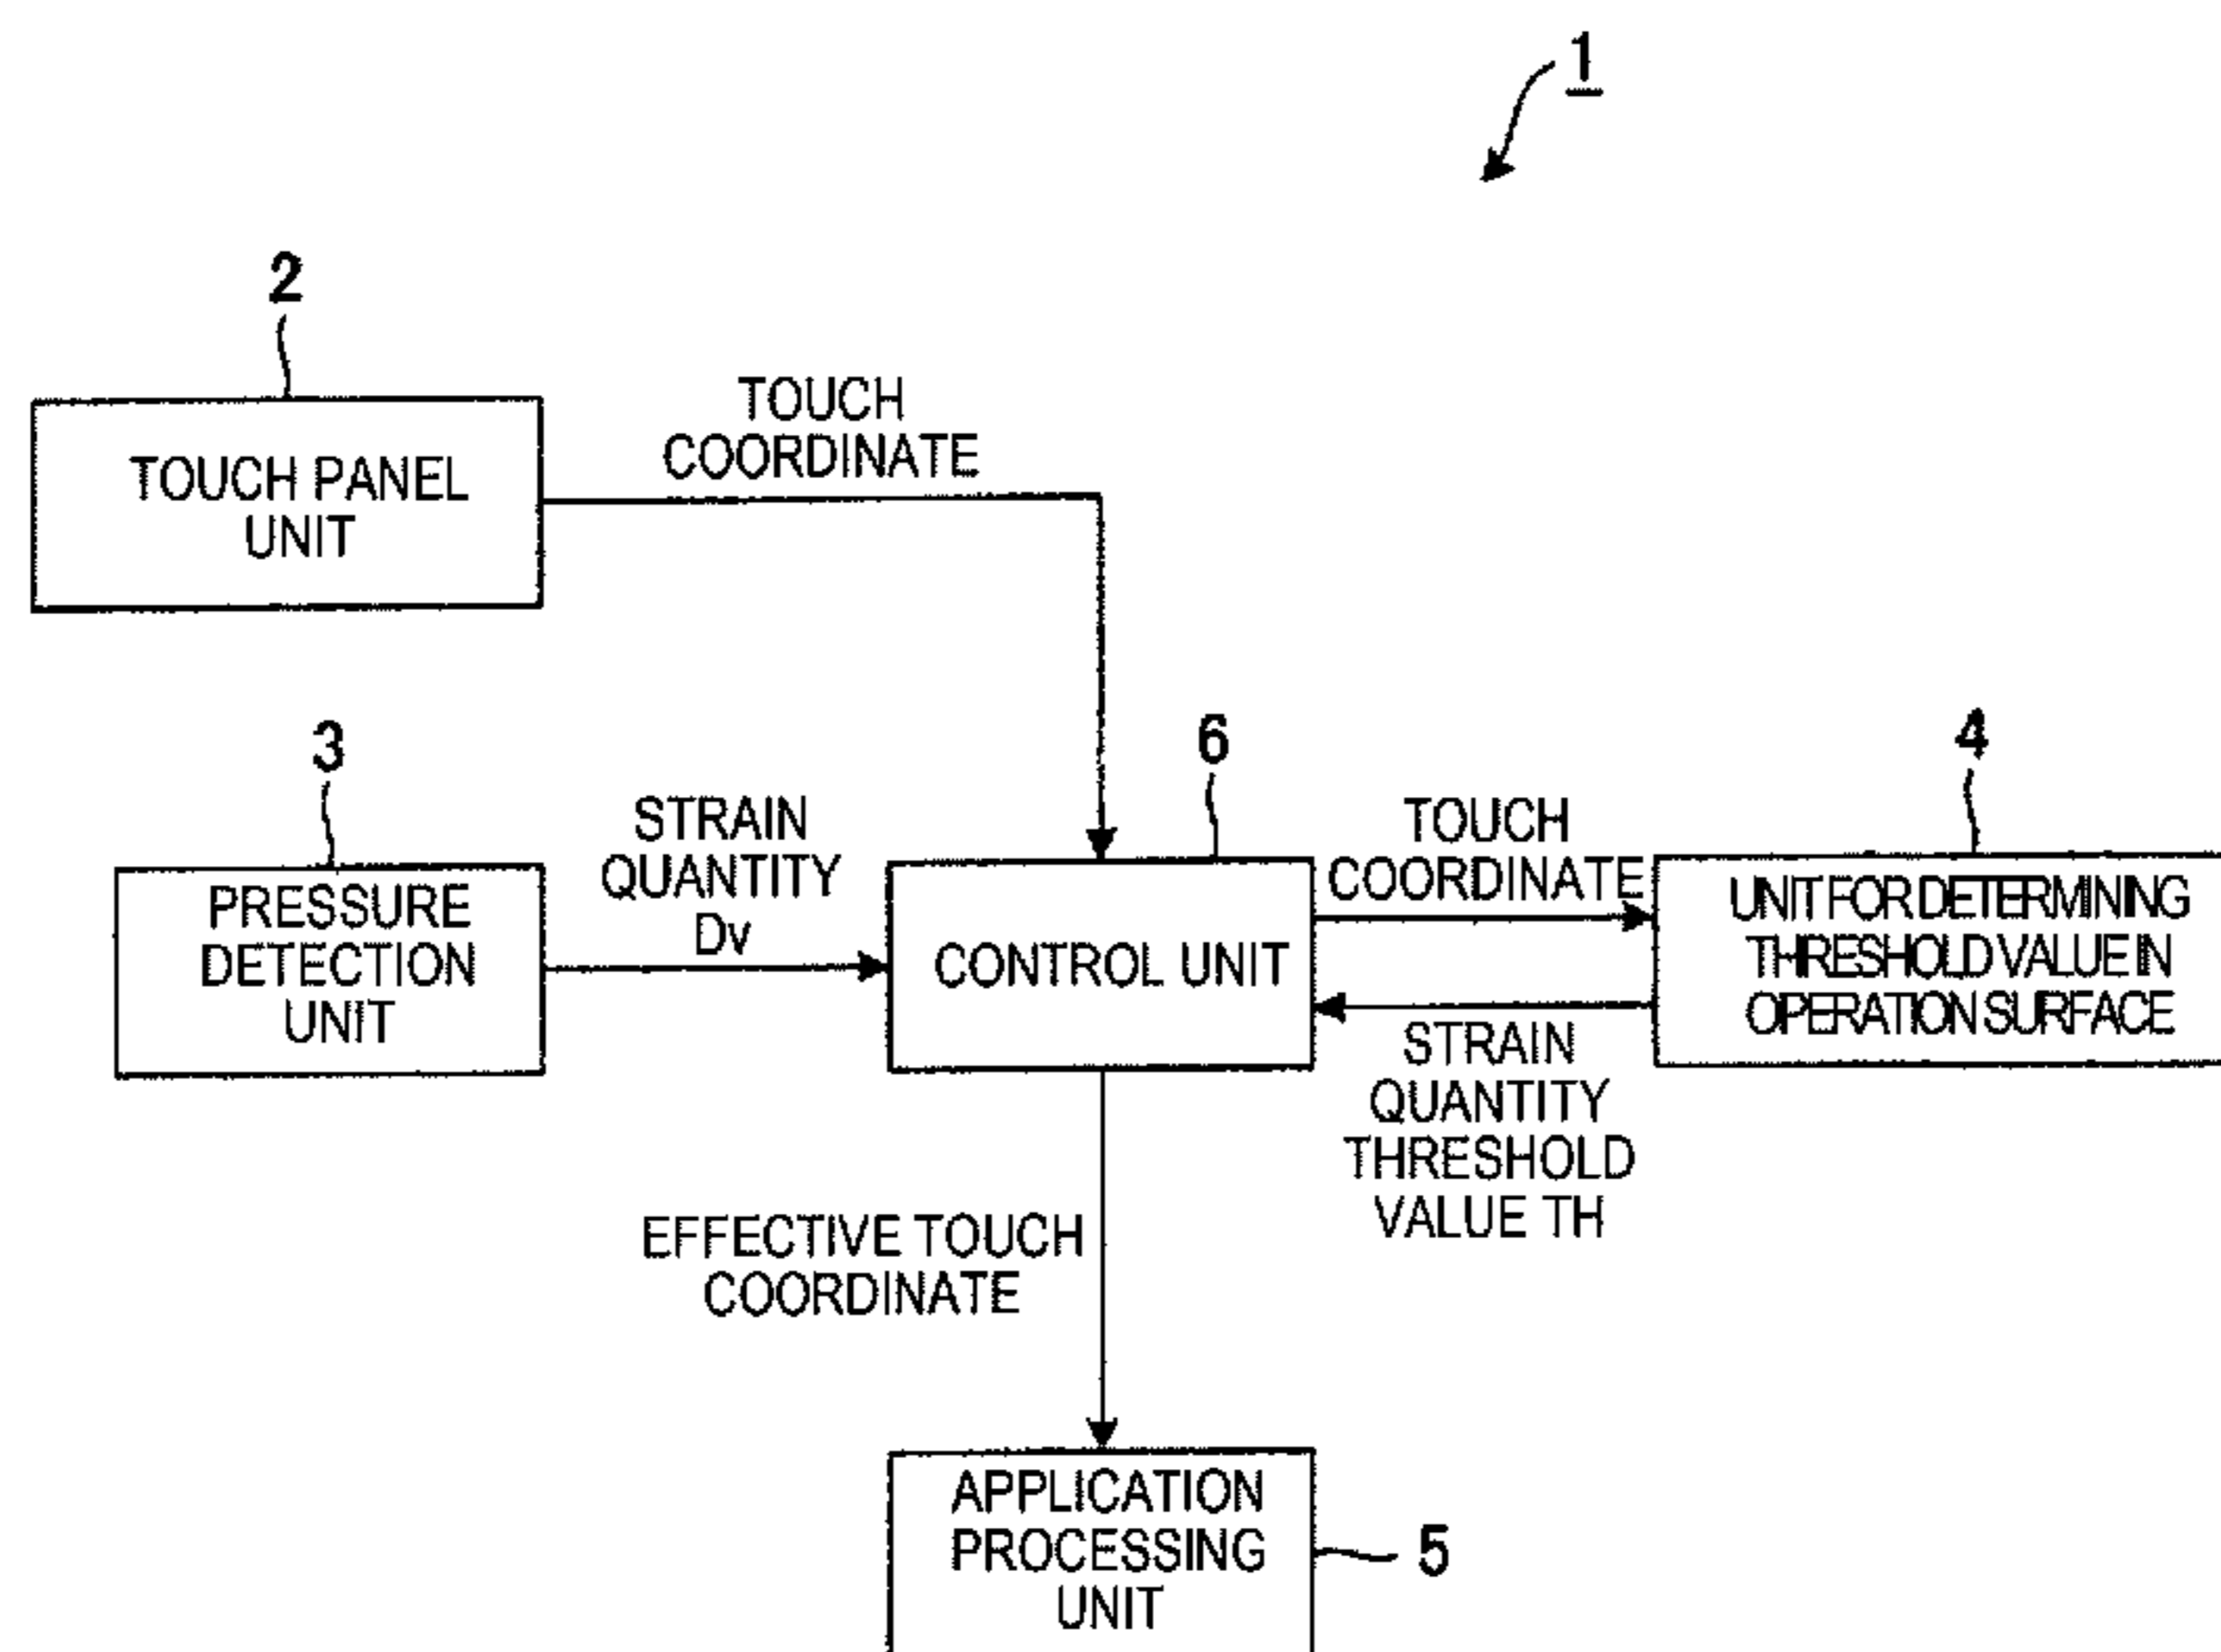 1
2
TOUCH PANEL
UNIT
TOUCH
COORDINATE
3
PRESSURE
DETECTION
UNIT
STRAIN
QUANTITY
Dv
6
CONTROL UNIT
TOUCH
COORDINATE
4
UNIT FOR DETERMINING
THRESHOLD VALUE IN
OPERATION SURFACE
STRAIN
QUANTITY
THRESHOLD
VALUE TH
EFFECTIVE TOUCH
COORDINATE
APPLICATION
PROCESSING
UNIT
5